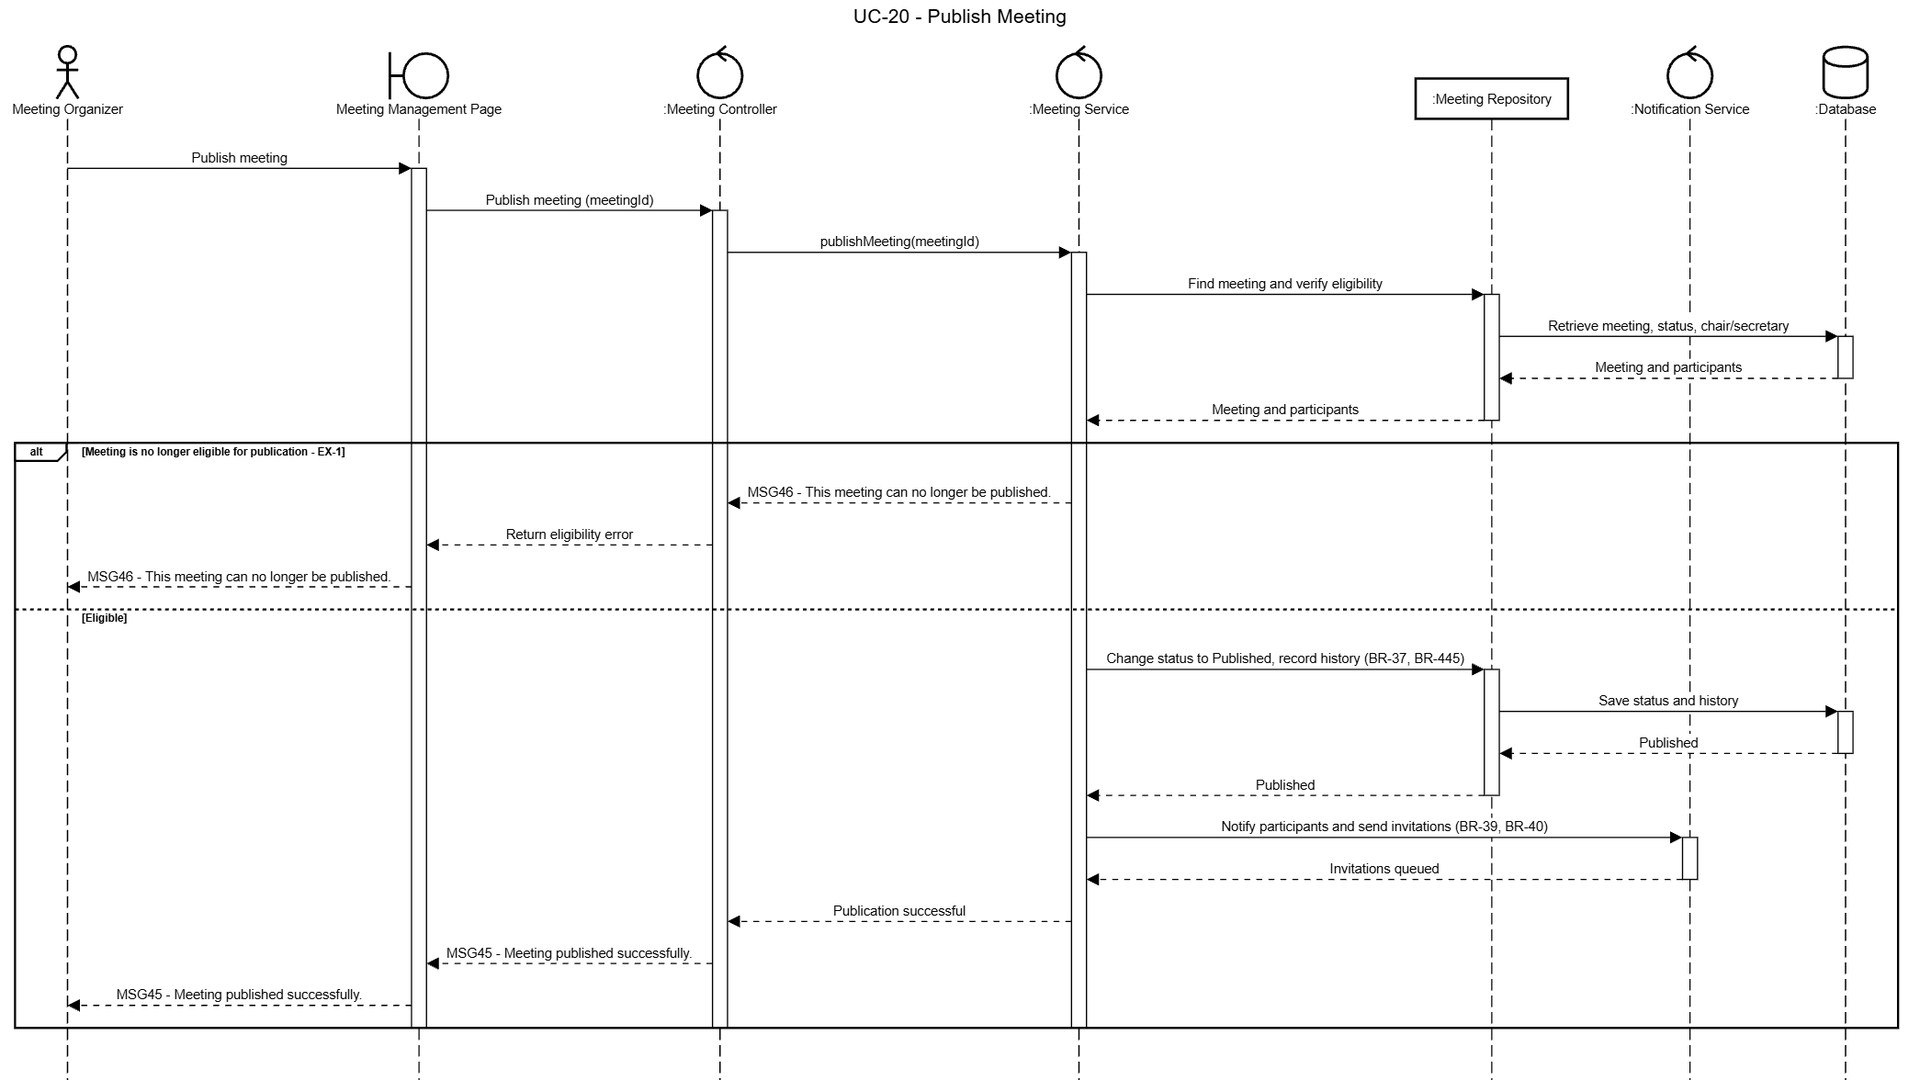 UC-20 - Publish Meeting
Meeting Organizer
Meeting Management Page
:Meeting Controller
:Meeting Service
:Meeting Repository
:Notification Service
:Database
Publish meeting
Publish meeting (meetingId)
publishMeeting(meetingId)
Find meeting and verify eligibility
Retrieve meeting, status, chair/secretary
Meeting and participants
Meeting and participants
alt
[Meeting is no longer eligible for publication - EX-1]
MSG46 - This meeting can no longer be published.
Return eligibility error
MSG46 - This meeting can no longer be published.
[Eligible]
Change status to Published, record history (BR-37, BR-445)
Save status and history
Published
Published
Notify participants and send invitations (BR-39, BR-40)
Invitations queued
Publication successful
MSG45 - Meeting published successfully.
MSG45 - Meeting published successfully.